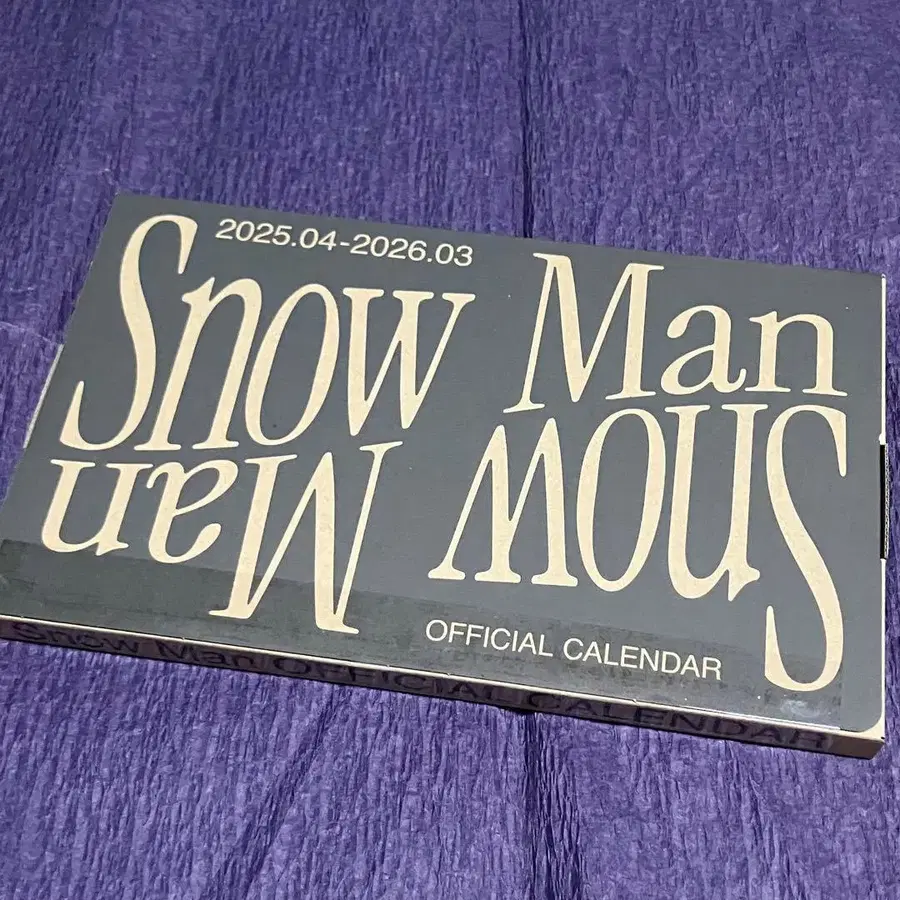 2025.04-2026.03
Snow Man
Snow Man
OFFICIAL CALENDAR
Snow Man OFFICIAL CALENDAR